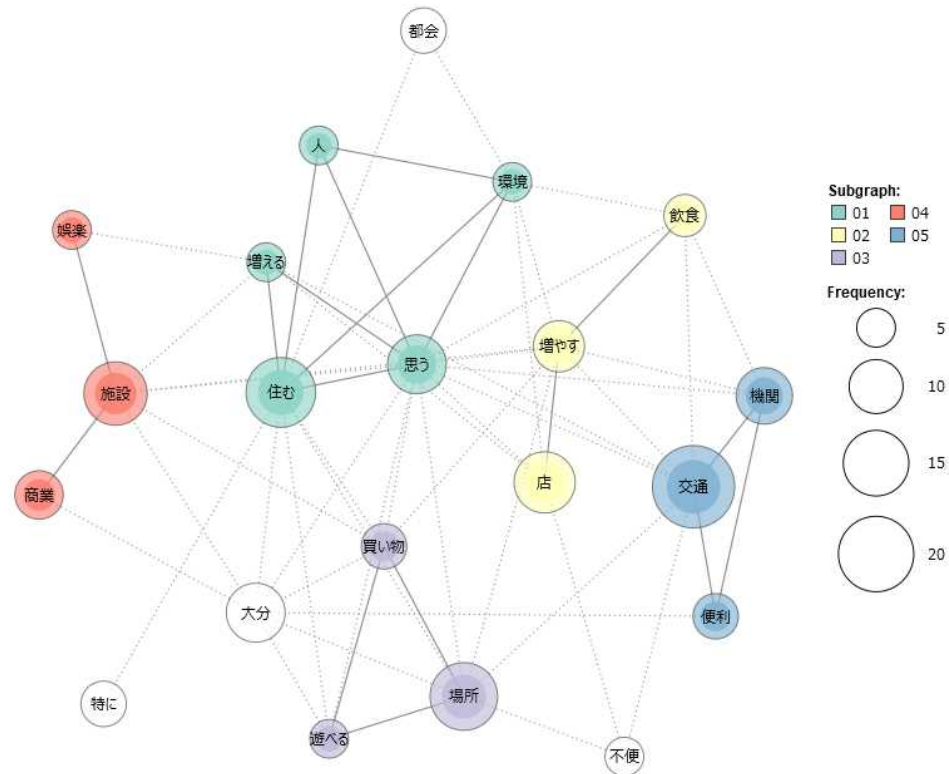 都会
人
環境
飲食
娯楽
増える
増やす
思う
施設
住む
機関
店
交通
商業
買い物
大分
便利
場所
特に
遊べる
不便
Subgraph:
01 04
02 05
03
Frequency:
5
10
15
20